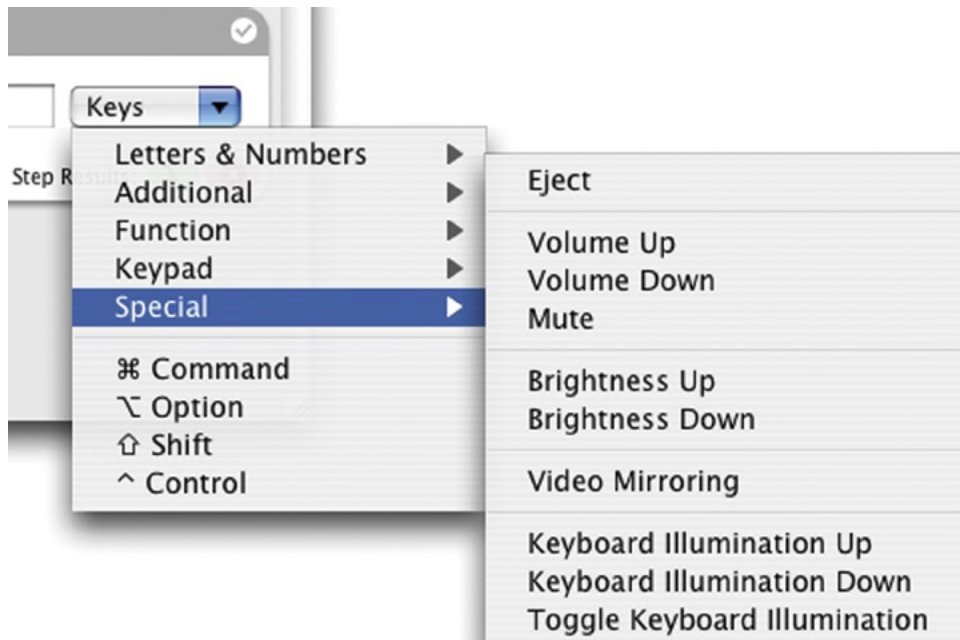 Keys
Letters & Numbers
Step Results:
Additional
Function
Keypad
Special
⌘ Command
⌥ Option
⇧ Shift
^ Control
Eject
Volume Up
Volume Down
Mute
Brightness Up
Brightness Down
Video Mirroring
Keyboard Illumination Up
Keyboard Illumination Down
Toggle Keyboard Illumination